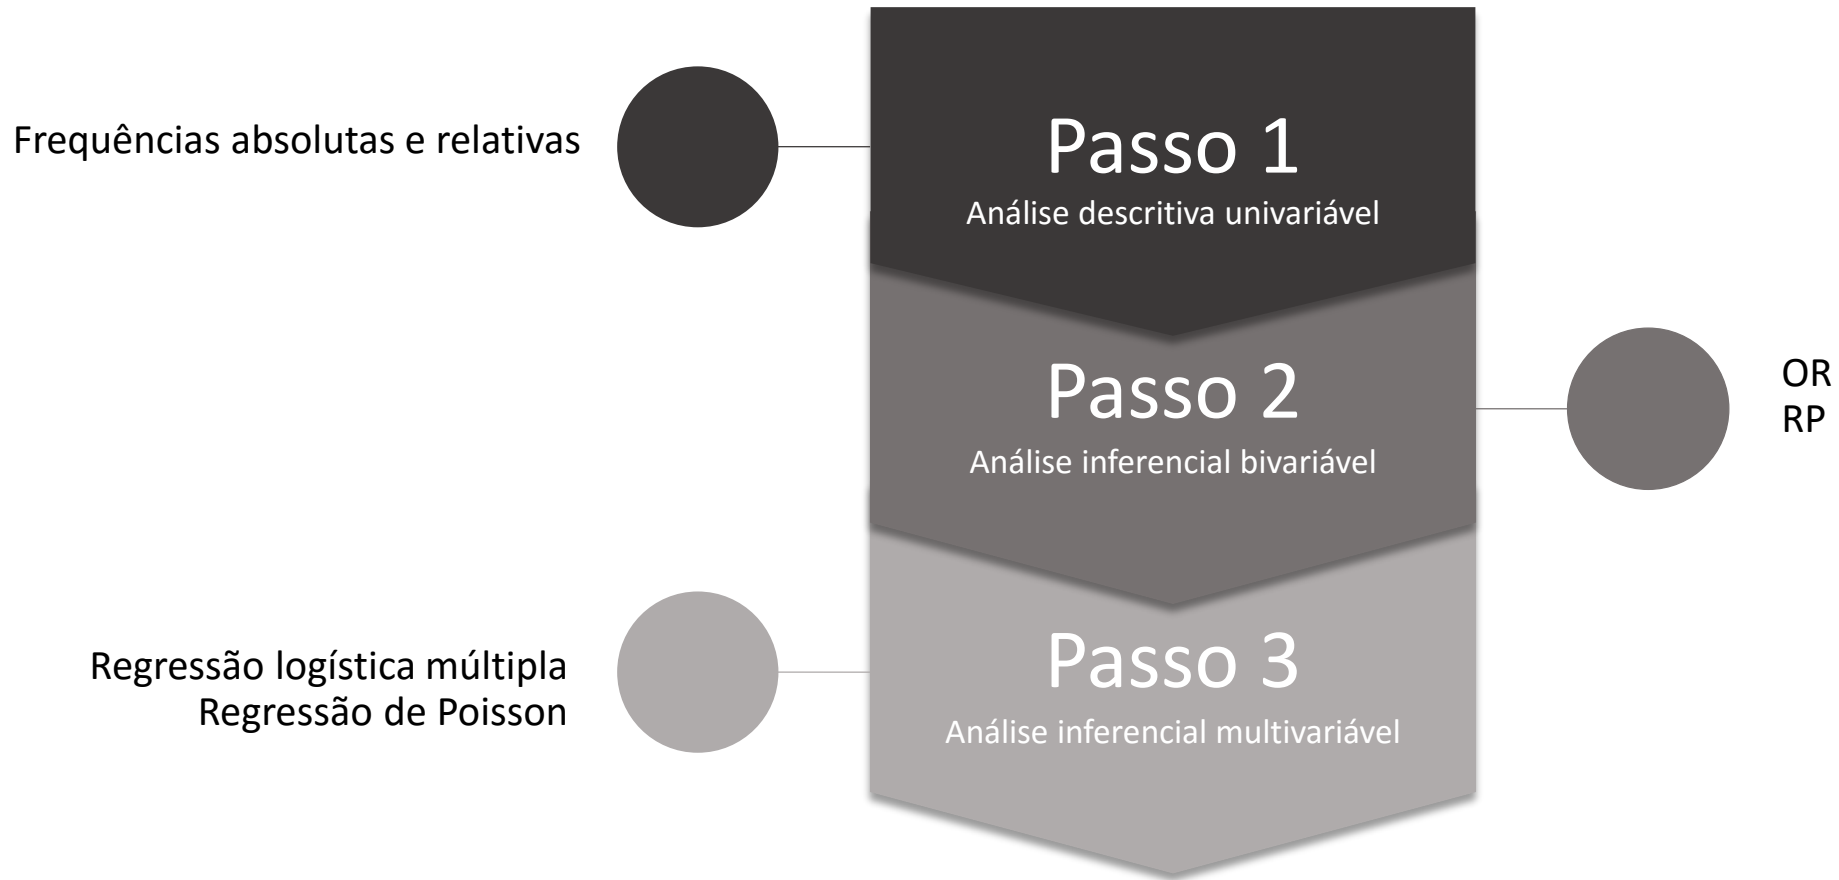 Frequências absolutas e relativas
Passo 1
Análise descritiva univariável
Passo 2
Análise inferencial bivariável
OR
RP
Regressão logística múltipla
Regressão de Poisson
Passo 3
Análise inferencial multivariável